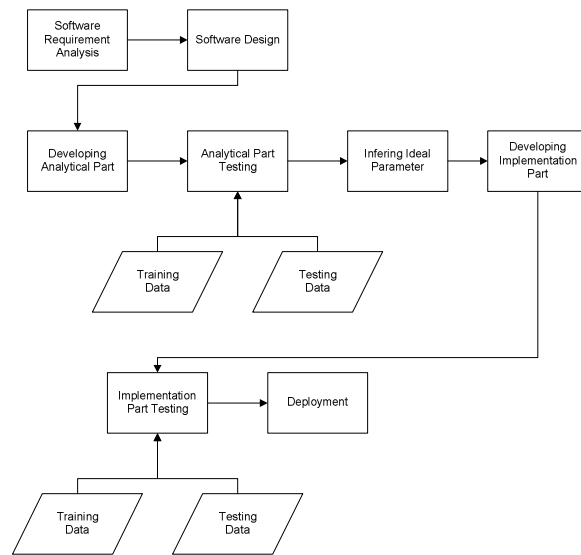 Software
Requirement
Analysis
Software Design
Developing
Analytical Part
Analytical Part
Testing
Infering Ideal
Parameter
Developing
Implementation
Part
Training
Data
Testing
Data
Implementation
Part Testing
Deployment
Training
Data
Testing
Data